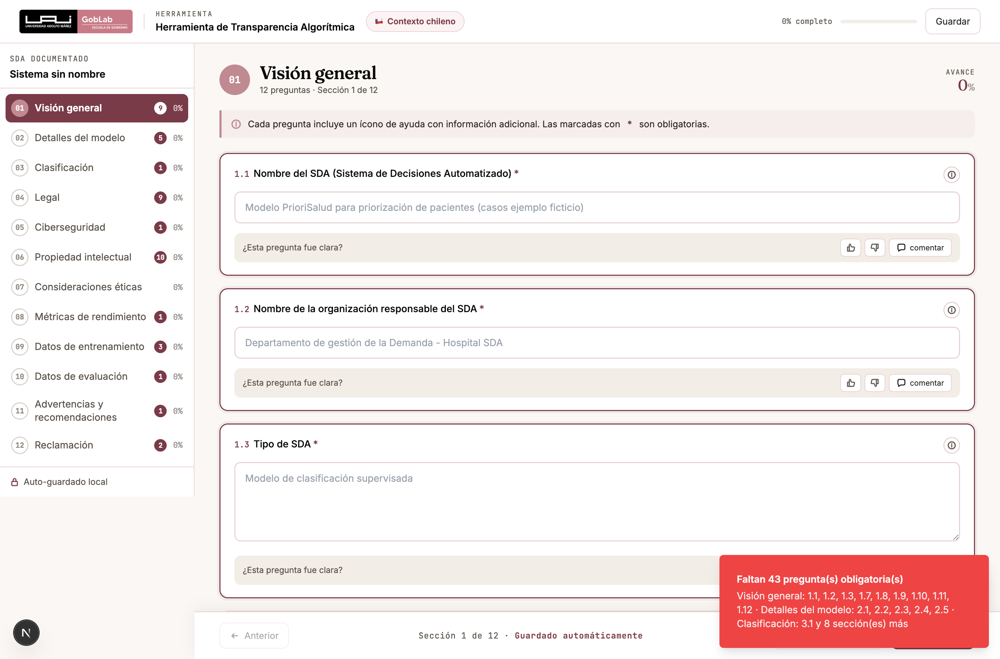 UAI
UNIVERSIDAD ADOLFO IBÁÑEZ
GobLab
ESCUELA DE GOBIERNO
HERRAMIENTA
Herramienta de Transparencia Algorítmica
Contexto chileno
0% completo
Guardar
SDA DOCUMENTADO
Sistema sin nombre
01 Visión general 9 0%
02 Detalles del modelo 5 0%
03 Clasificación 1 0%
04 Legal 9 0%
05 Ciberseguridad 1 0%
06 Propiedad intelectual 10 0%
07 Consideraciones éticas 0%
08 Métricas de rendimiento 1 0%
09 Datos de entrenamiento 3 0%
10 Datos de evaluación 1 0%
11 Advertencias y
recomendaciones 1 0%
12 Reclamación 2 0%
Auto-guardado local
N
01
Visión general
12 preguntas · Sección 1 de 12
AVANCE
0%
Cada pregunta incluye un ícono de ayuda con información adicional. Las marcadas con * son obligatorias.
1.1 Nombre del SDA (Sistema de Decisiones Automatizado) *
Modelo PrioriSalud para priorización de pacientes (casos ejemplo ficticio)
¿Esta pregunta fue clara?
comentar
1.2 Nombre de la organización responsable del SDA *
Departamento de gestión de la Demanda - Hospital SDA
¿Esta pregunta fue clara?
comentar
1.3 Tipo de SDA *
Modelo de clasificación supervisada
¿Esta pregunta fue clara?
Faltan 43 pregunta(s) obligatoria(s)
Visión general: 1.1, 1.2, 1.3, 1.7, 1.8, 1.9, 1.10, 1.11,
1.12 · Detalles del modelo: 2.1, 2.2, 2.3, 2.4, 2.5 ·
Clasificación: 3.1 y 8 sección(es) más
← Anterior
Sección 1 de 12 · Guardado automáticamente